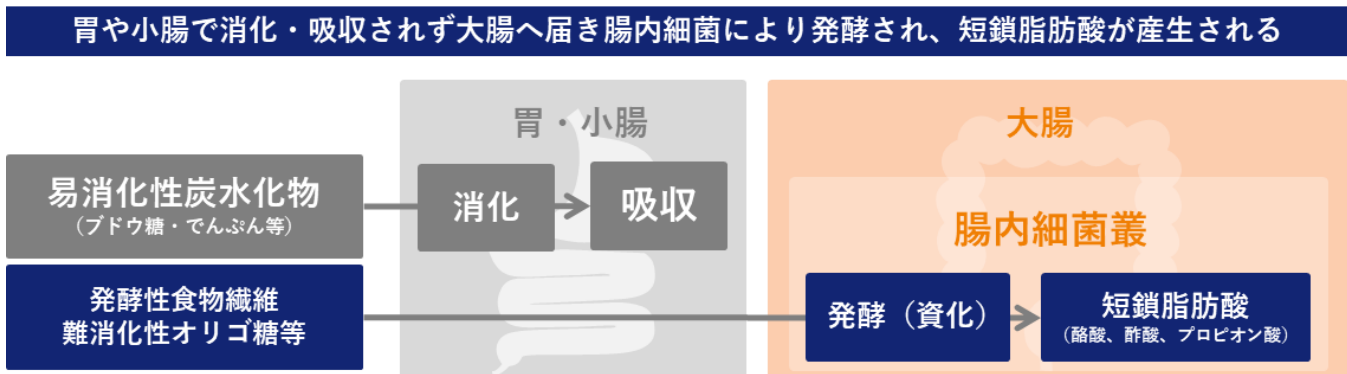 胃や小腸で消化・吸収されず大腸へ届き腸内細菌により発酵され、短鎖脂肪酸が産生される
胃・小腸
大腸
易消化性炭水化物
（ブドウ糖・でんぷん等）
消化
吸収
腸内細菌叢
発酵性食物繊維
難消化性オリゴ糖等
発酵（資化）
短鎖脂肪酸
（酪酸、酢酸、プロピオン酸）